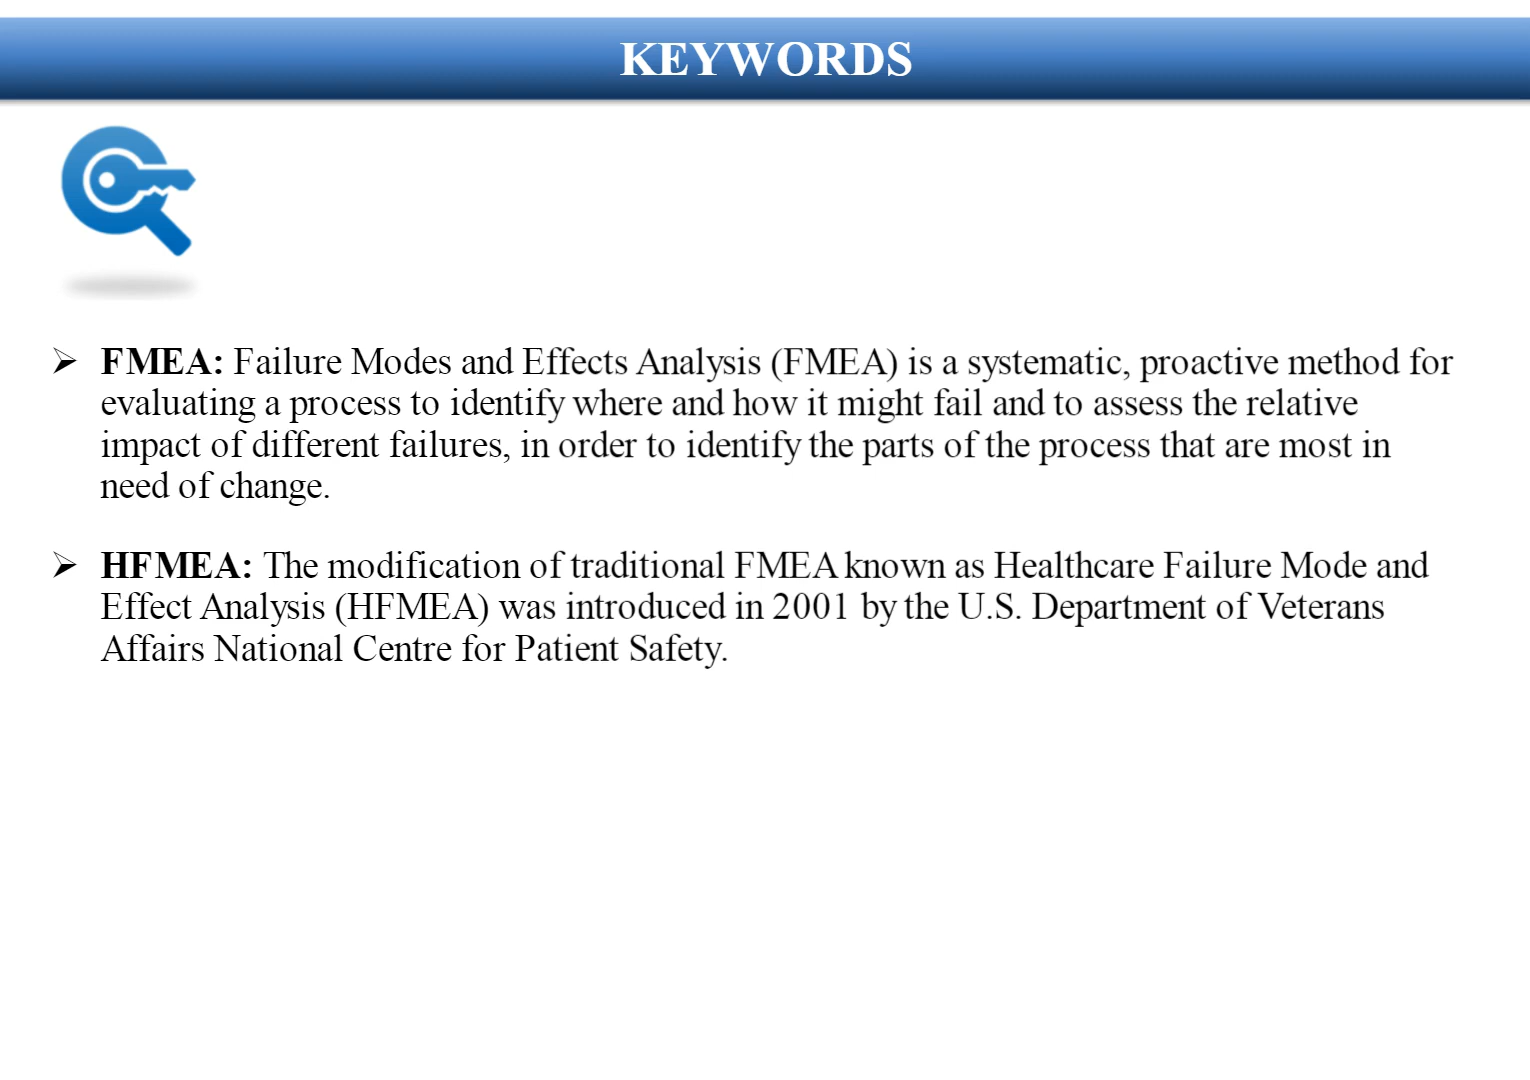 KEYWORDS
➢ FMEA: Failure Modes and Effects Analysis (FMEA) is a systematic, proactive method for
evaluating a process to identify where and how it might fail and to assess the relative
impact of different failures, in order to identify the parts of the process that are most in
need of change.
➢ HFMEA: The modification of traditional FMEA known as Healthcare Failure Mode and
Effect Analysis (HFMEA) was introduced in 2001 by the U.S. Department of Veterans
Affairs National Centre for Patient Safety.